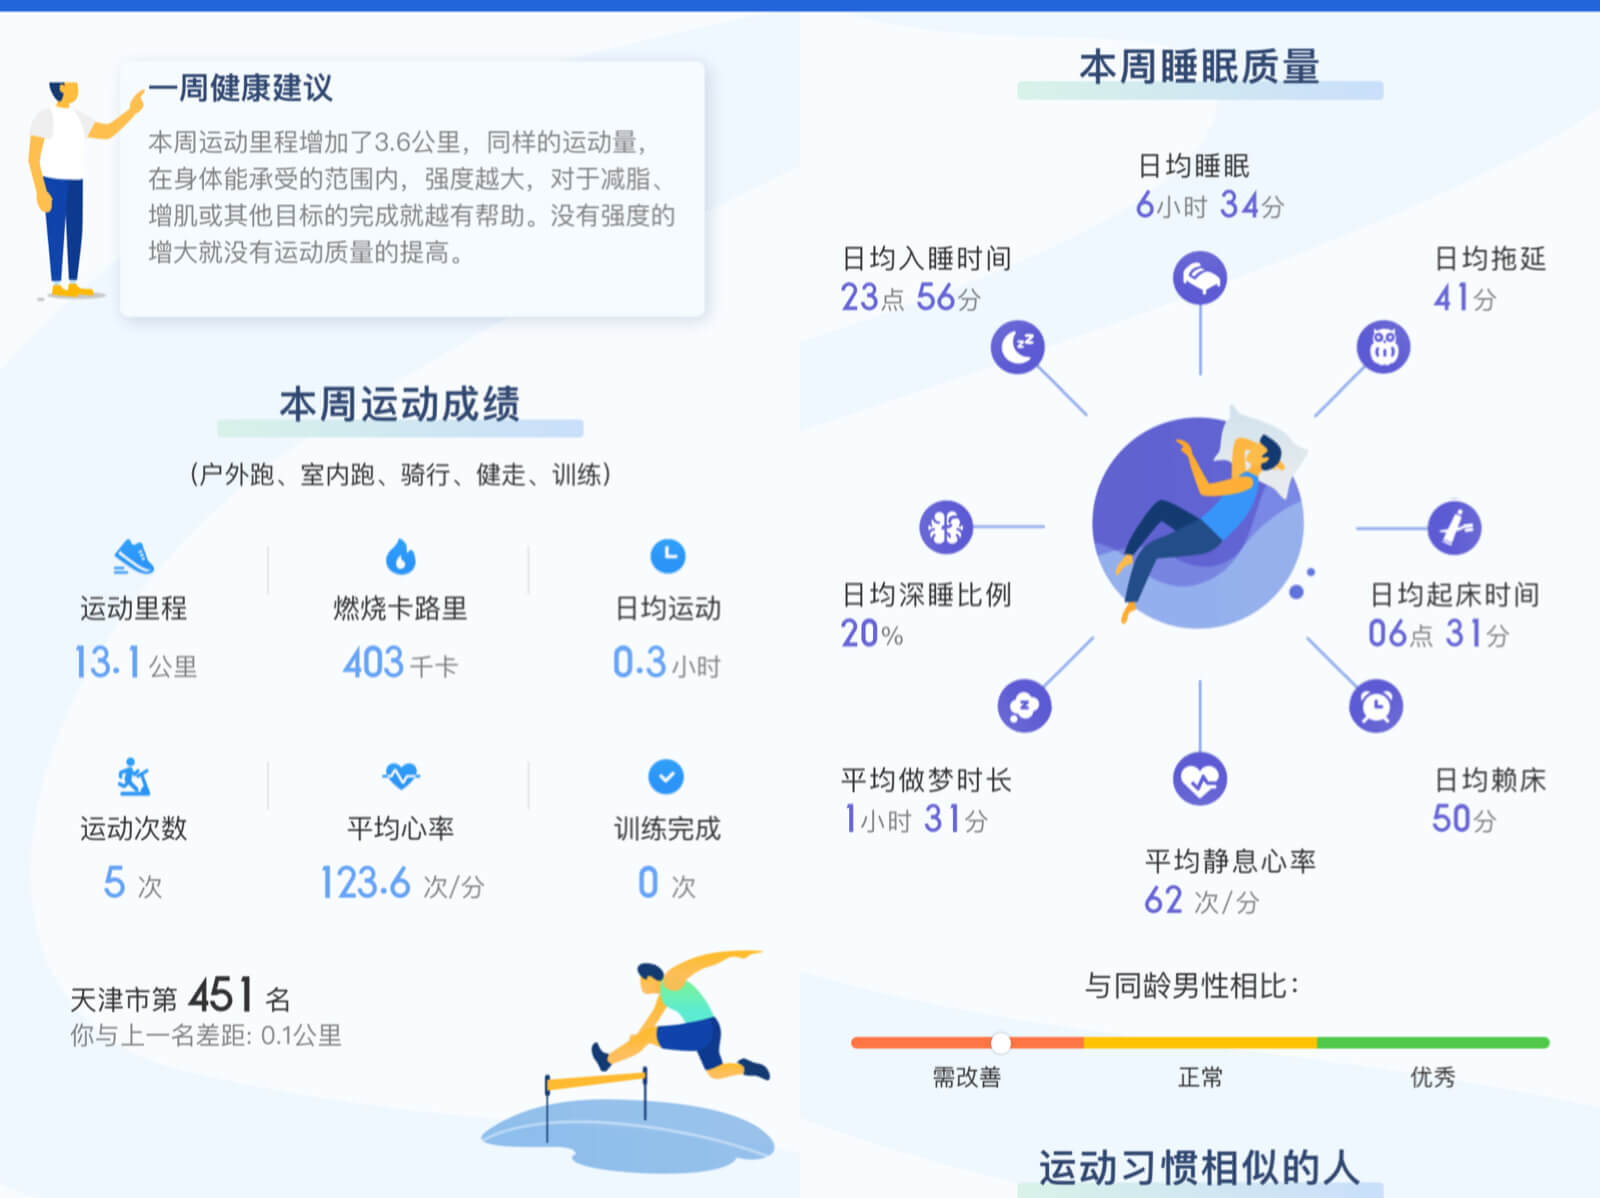 一周健康建议
本周运动里程增加了3.6公里，同样的运动量，
在身体能承受的范围内，强度越大，对于减脂、
增肌或其他目标的完成就越有帮助。没有强度的
增大就没有运动质量的提高。
本周运动成绩
（户外跑、室内跑、骑行、健走、训练）
运动里程
13.1 公里
燃烧卡路里
403 千卡
日均运动
0.3 小时
运动次数
5 次
平均心率
123.6 次/分
训练完成
0 次
天津市第 451 名
你与上一名差距: 0.1公里
本周睡眠质量
日均睡眠
6小时 34分
日均入睡时间
23点 56分
日均拖延
41分
日均深睡比例
20%
日均起床时间
06点 31分
平均做梦时长
1小时 31分
日均赖床
50分
平均静息心率
62 次/分
与同龄男性相比：
需改善
正常
优秀
运动习惯相似的人